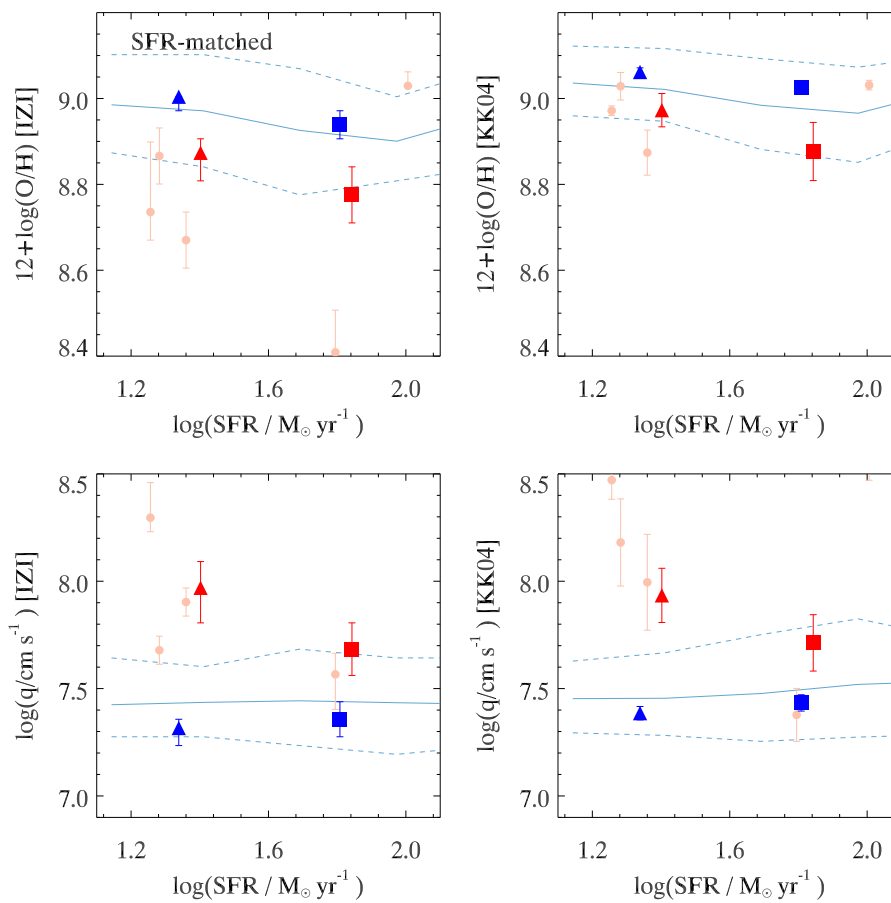 SFR-matched
12+log(O/H) [IZI]
9.0
8.8
8.6
8.4
1.2 1.6 2.0
log(SFR / M⊙ yr⁻¹)
12+log(O/H) [KK04]
9.0
8.8
8.6
8.4
1.2 1.6 2.0
log(SFR / M⊙ yr⁻¹)
log(q/cm s⁻¹ ) [IZI]
8.5
8.0
7.5
7.0
1.2 1.6 2.0
log(SFR / M⊙ yr⁻¹)
log(q/cm s⁻¹ ) [KK04]
8.5
8.0
7.5
7.0
1.2 1.6 2.0
log(SFR / M⊙ yr⁻¹)